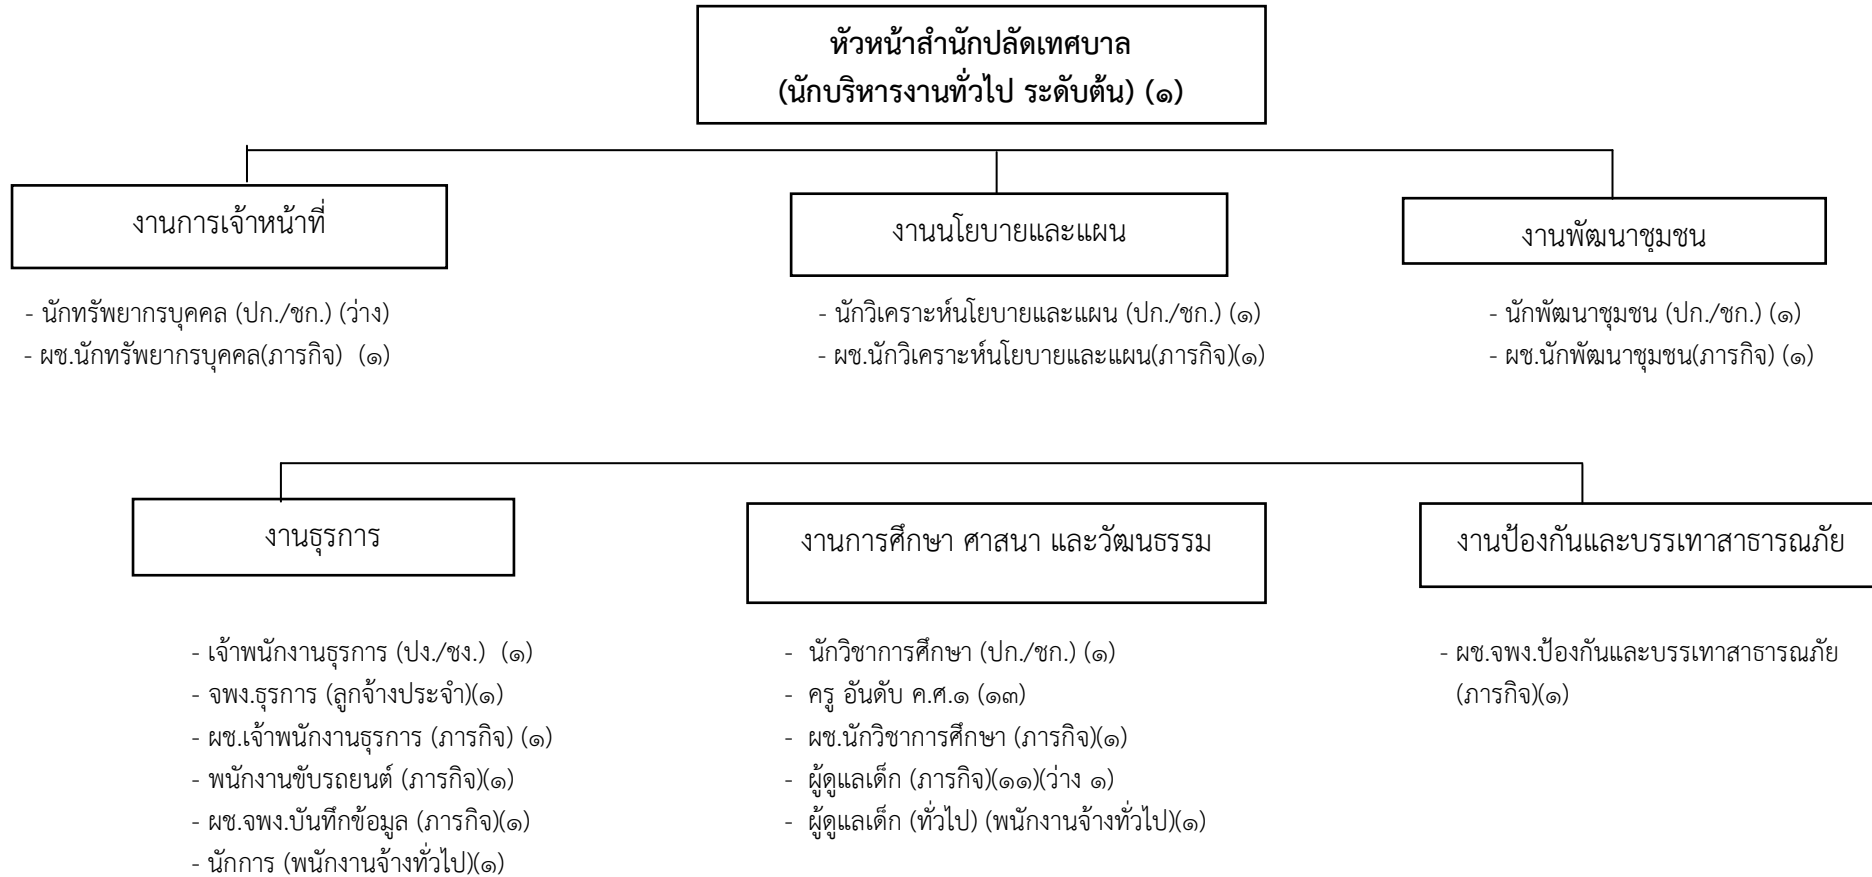 หัวหน้าสำนักปลัดเทศบาล
(นักบริหารงานทั่วไป ระดับต้น) (๑)
งานการเจ้าหน้าที่
งานนโยบายและแผน
งานพัฒนาชุมชน
- นักทรัพยากรบุคคล (ปก./ชก.) (ว่าง)
- ผช.นักทรัพยากรบุคคล(ภารกิจ) (๑)
- นักวิเคราะห์นโยบายและแผน (ปก./ชก.) (๑)
- ผช.นักวิเคราะห์นโยบายและแผน(ภารกิจ)(๑)
- นักพัฒนาชุมชน (ปก./ชก.) (๑)
- ผช.นักพัฒนาชุมชน(ภารกิจ) (๑)
งานธุรการ
งานการศึกษา ศาสนา และวัฒนธรรม
งานป้องกันและบรรเทาสาธารณภัย
- เจ้าพนักงานธุรการ (ปง./ชง.) (๑)
- จพง.ธุรการ (ลูกจ้างประจำ)(๑)
- ผช.เจ้าพนักงานธุรการ (ภารกิจ) (๑)
- พนักงานขับรถยนต์ (ภารกิจ)(๑)
- ผช.จพง.บันทึกข้อมูล (ภารกิจ)(๑)
- นักการ (พนักงานจ้างทั่วไป)(๑)
- นักวิชาการศึกษา (ปก./ชก.) (๑)
- ครู อันดับ ค.ศ.๑ (๑๓)
- ผช.นักวิชาการศึกษา (ภารกิจ)(๑)
- ผู้ดูแลเด็ก (ภารกิจ)(๑๑)(ว่าง ๑)
- ผู้ดูแลเด็ก (ทั่วไป) (พนักงานจ้างทั่วไป)(๑)
- ผช.จพง.ป้องกันและบรรเทาสาธารณภัย
(ภารกิจ)(๑)